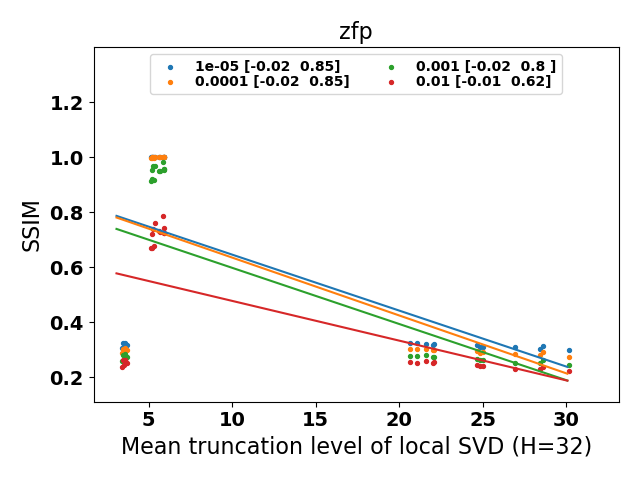 zfp
1e-05 [-0.02  0.85]
0.0001 [-0.02  0.85]
0.001 [-0.02  0.8 ]
0.01 [-0.01  0.62]
SSIM
1.2
1.0
0.8
0.6
0.4
0.2
5 10 15 20 25 30
Mean truncation level of local SVD (H=32)